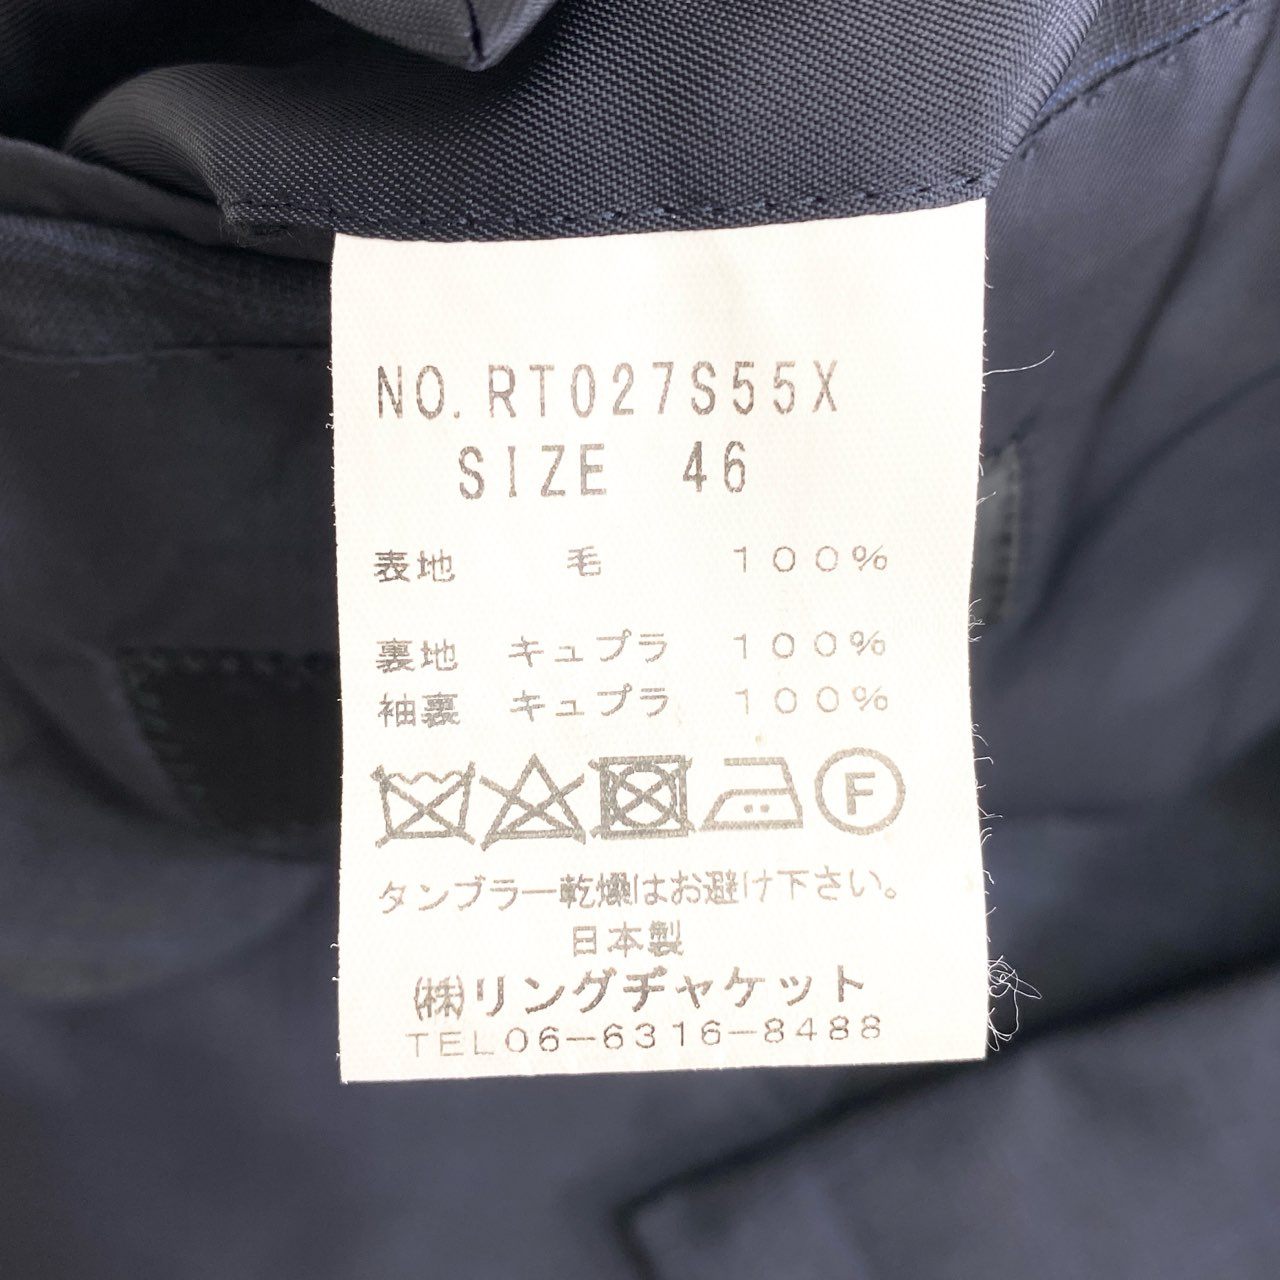 NO. RT027S55X
SIZE 46
表地 毛 100%
裏地 キュプラ 100%
袖裏 キュプラ 100%
F
タンブラー乾燥はお避け下さい。
日本製
㈱リングヂャケット
TEL06-6316-8488